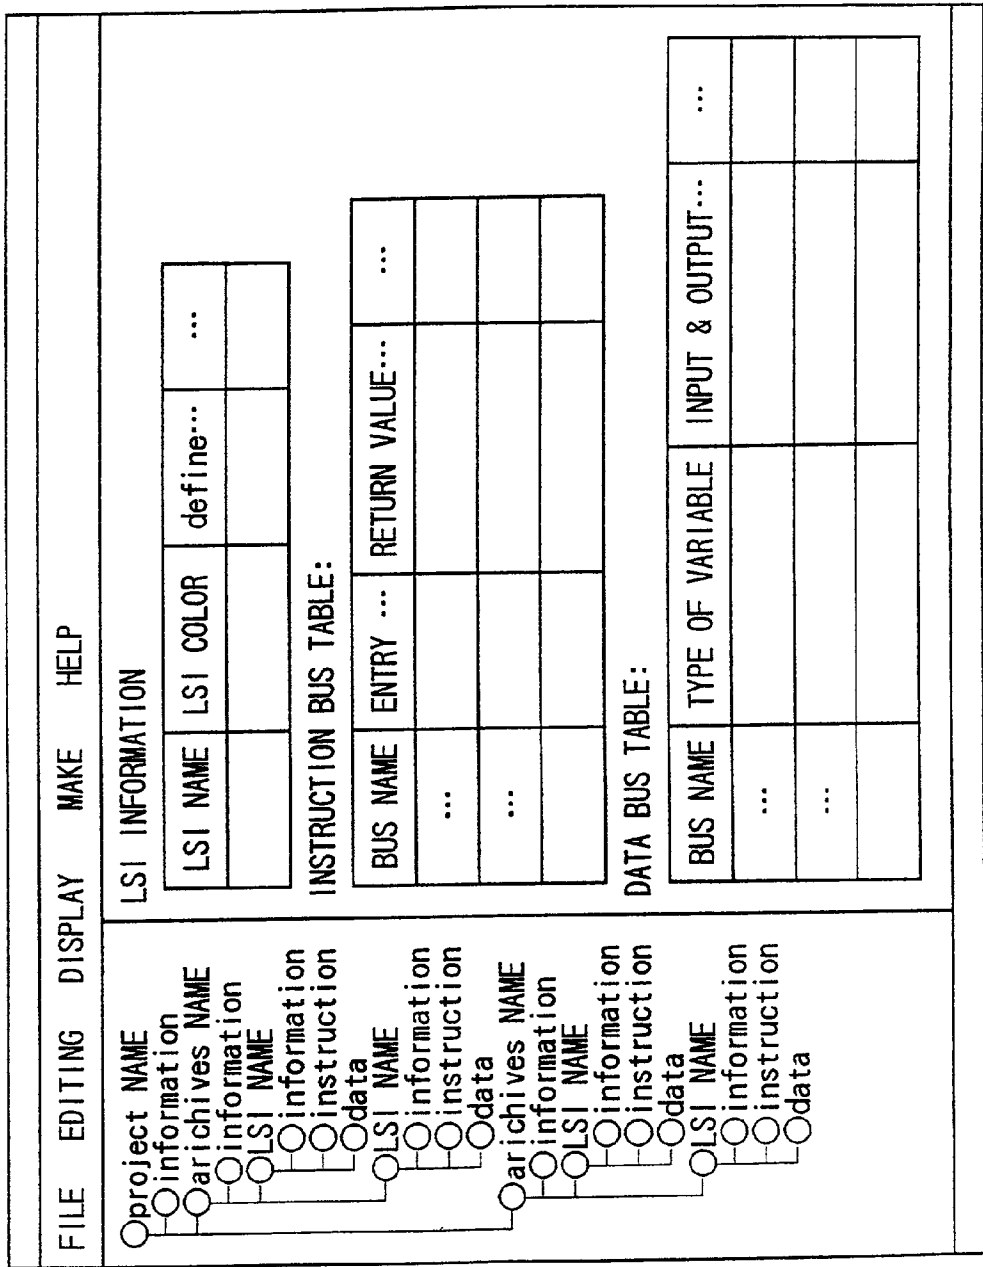 FILE EDITING DISPLAY MAKE HELP
project NAME
information
arichives NAME
information
LSI NAME
information
instruction
data
LSI NAME
information
instruction
data
arichives NAME
information
LSI NAME
information
instruction
data
LSI NAME
information
instruction
data
LSI INFORMATION
LSI NAME LSI COLOR define··· ···
INSTRUCTION BUS TABLE:
BUS NAME ENTRY ··· RETURN VALUE··· ···
···
···
DATA BUS TABLE:
BUS NAME TYPE OF VARIABLE INPUT & OUTPUT··· ···
···
···